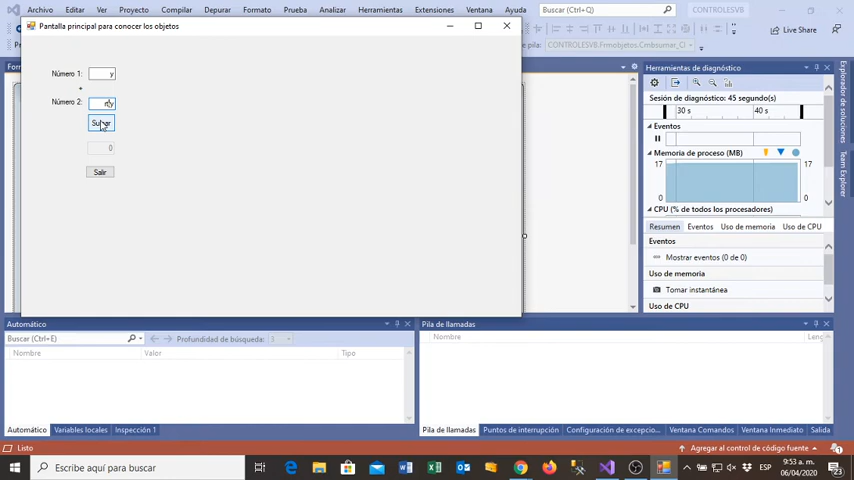 Archivo Editar Ver Proyecto Compilar Depurar Formato Prueba Analizar Herramientas Extensiones Ventana Ayuda Buscar (Ctrl+Q) CONTROLESVB
Pantalla principal para conocer los objetos
Live Share
pila: CONTROLESVB.Frmobjetos.Cmbsumar_Cl
Número 1: y
+
Número 2:
Sumar
0
Salir
Herramientas de diagnóstico
Sesión de diagnóstico: 45 segundo(s)
30 s 40 s
Eventos
Memoria de proceso (MB)
17 17
0 0
CPU (% de todos los procesadores)
Resumen Eventos Uso de memoria Uso de CPU
Eventos
Mostrar eventos (0 de 0)
Uso de memoria
Tomar instantánea
Uso de CPU
Explorador de soluciones
Team Explorer
Automático
Buscar (Ctrl+E) Profundidad de búsqueda: 3
Nombre Valor Tipo
Automático Variables locales Inspección 1
Pila de llamadas
Nombre Leng
Pila de llamadas Puntos de interrupción Configuración de excepcio... Ventana Comandos Ventana Inmediato Salida
Listo Agregar al control de código fuente
1
Escribe aquí para buscar
ESP
9:53 a. m.
06/04/2020